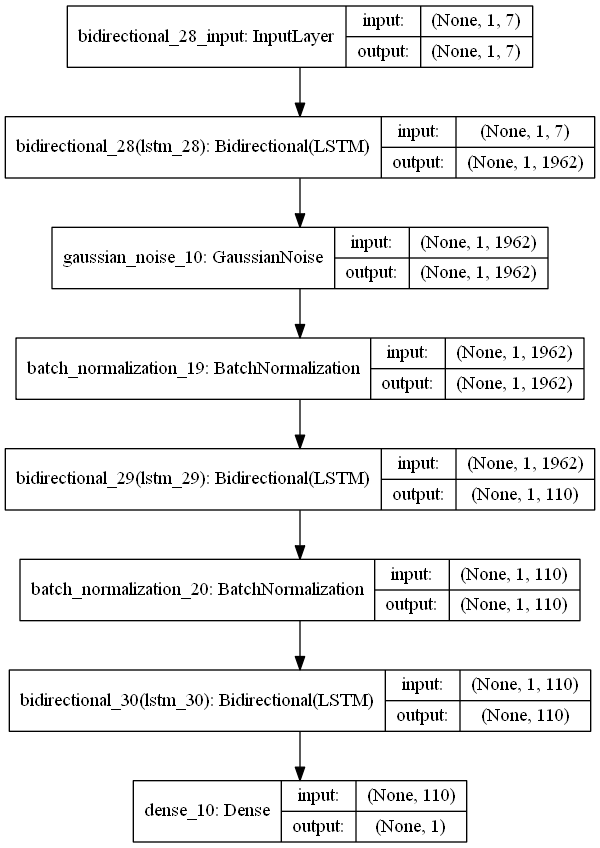 bidirectional_28_input: InputLayer
input: (None, 1, 7)
output: (None, 1, 7)
bidirectional_28(lstm_28): Bidirectional(LSTM)
input: (None, 1, 7)
output: (None, 1, 1962)
gaussian_noise_10: GaussianNoise
input: (None, 1, 1962)
output: (None, 1, 1962)
batch_normalization_19: BatchNormalization
input: (None, 1, 1962)
output: (None, 1, 1962)
bidirectional_29(lstm_29): Bidirectional(LSTM)
input: (None, 1, 1962)
output: (None, 1, 110)
batch_normalization_20: BatchNormalization
input: (None, 1, 110)
output: (None, 1, 110)
bidirectional_30(lstm_30): Bidirectional(LSTM)
input: (None, 1, 110)
output: (None, 110)
dense_10: Dense
input: (None, 110)
output: (None, 1)